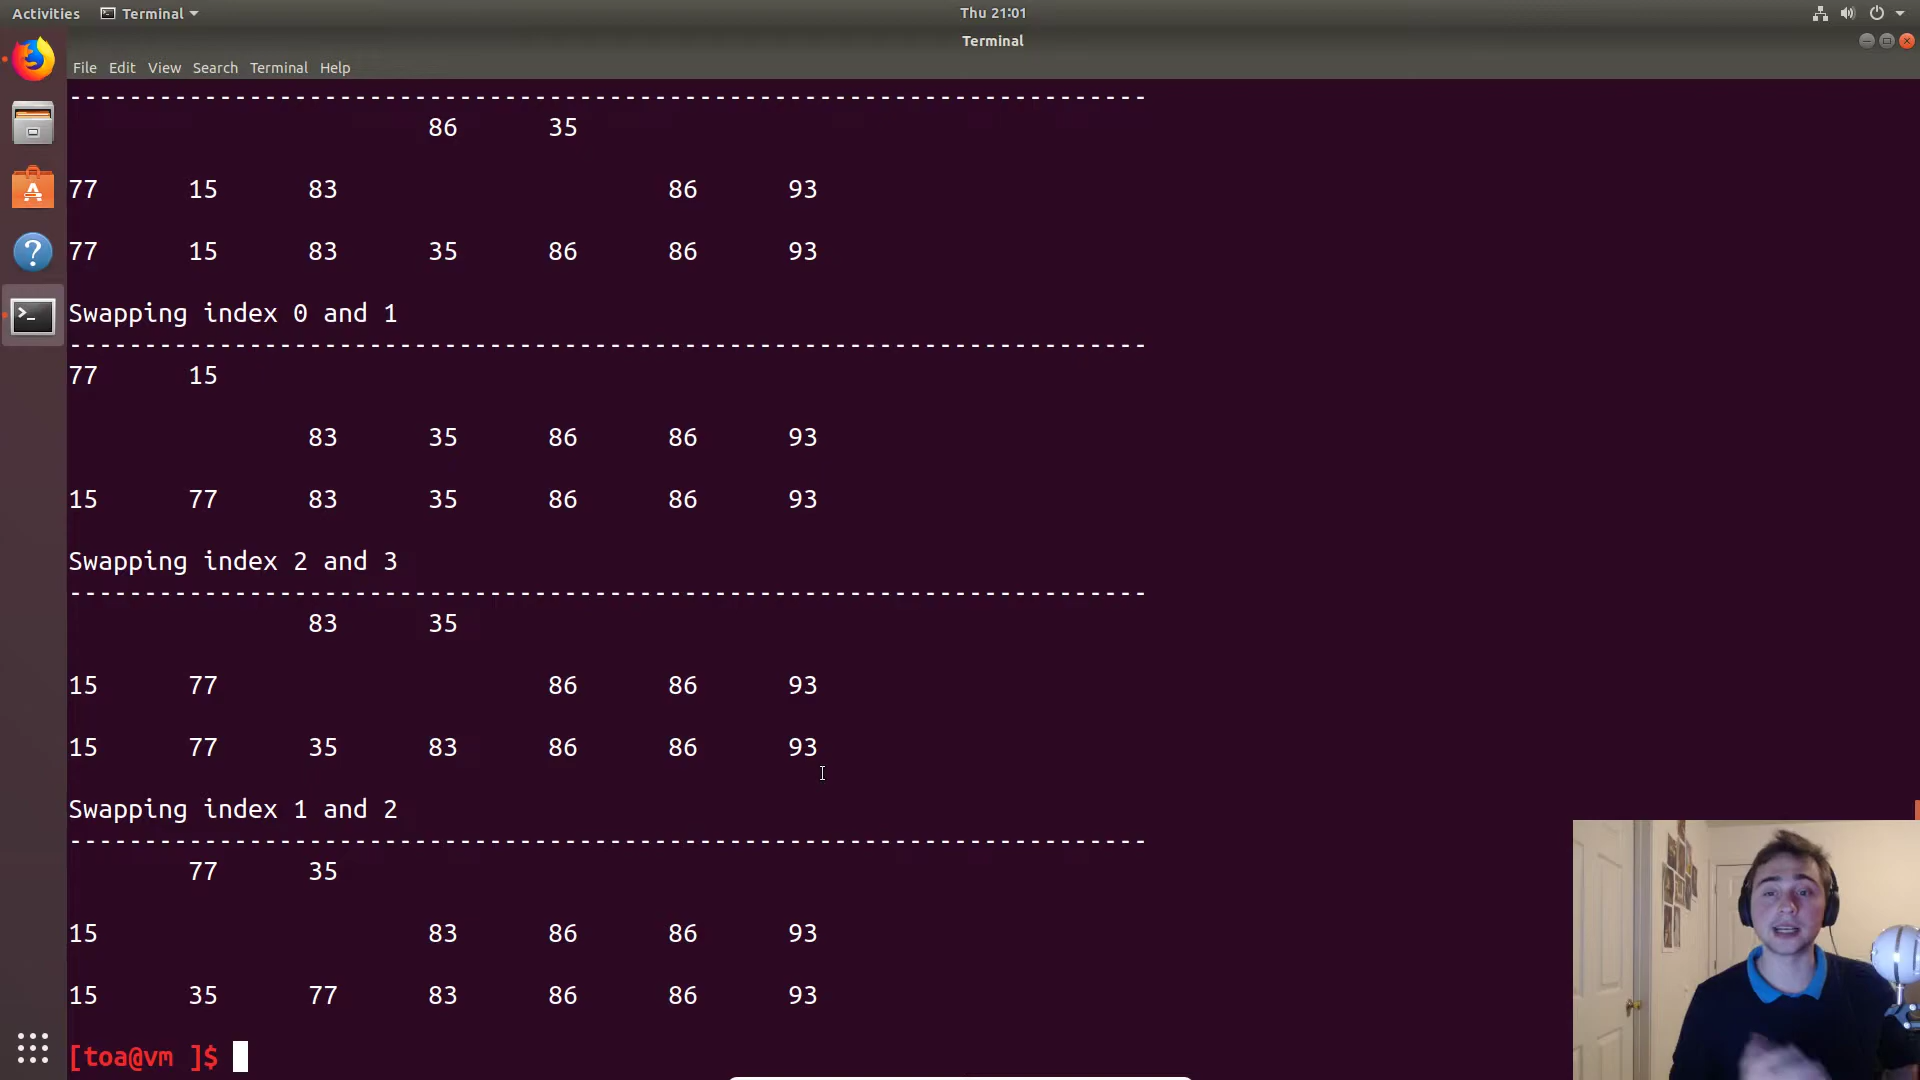 Activities Terminal Thu 21:01
Terminal
File Edit View Search Terminal Help
------------------------------------------------------------------------
86 35
77 15 83 86 93
77 15 83 35 86 86 93
Swapping index 0 and 1
------------------------------------------------------------------------
77 15
83 35 86 86 93
15 77 83 35 86 86 93
Swapping index 2 and 3
------------------------------------------------------------------------
83 35
15 77 86 86 93
15 77 35 83 86 86 93
Swapping index 1 and 2
------------------------------------------------------------------------
77 35
15 83 86 86 93
15 35 77 83 86 86 93
[toa@vm ]$